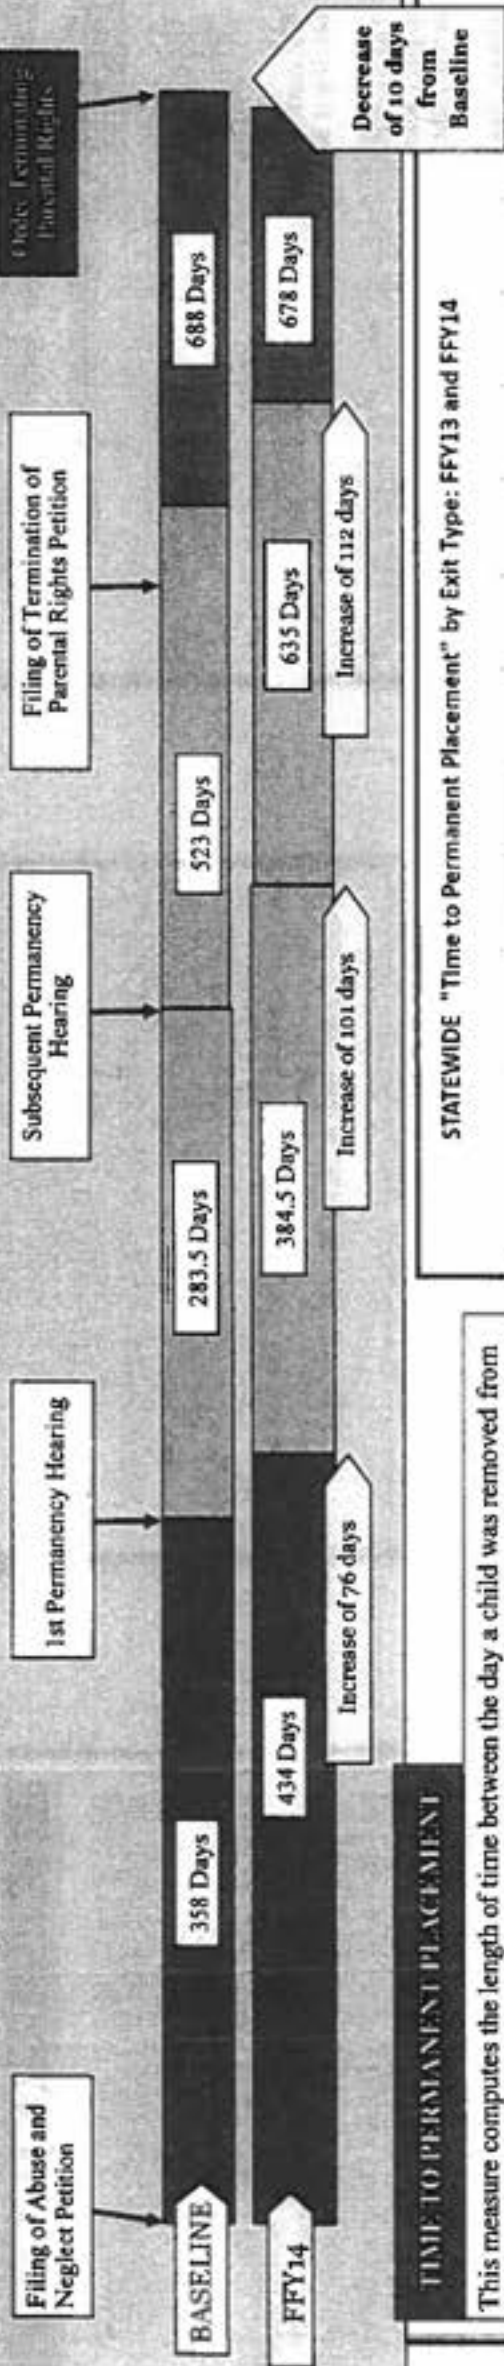 Filing of Abuse and
Neglect Petition
1st Permanency Hearing
Subsequent Permanency
Hearing
Filing of Termination of
Parental Rights Petition
Order Terminating
Parental Rights
BASELINE
358 Days
283.5 Days
523 Days
688 Days
FFY14
434 Days
384.5 Days
635 Days
678 Days
Increase of 76 days
Increase of 101 days
Increase of 112 days
Decrease
of 10 days
from
Baseline
TIME TO PERMANENT PLACEMENT
This measure computes the length of time between the day a child was removed from
STATEWIDE "Time to Permanent Placement" by Exit Type: FFY13 and FFY14